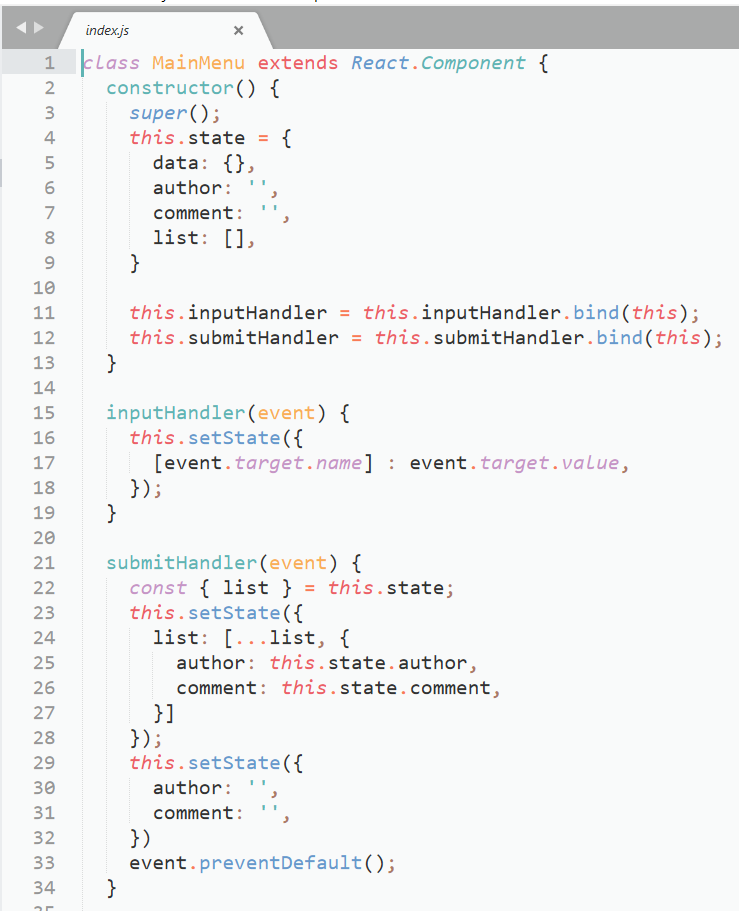 index.js ×
1 class MainMenu extends React.Component {
2   constructor() {
3     super();
4     this.state = {
5       data: {},
6       author: '',
7       comment: '',
8       list: [],
9     }
10
11     this.inputHandler = this.inputHandler.bind(this);
12     this.submitHandler = this.submitHandler.bind(this);
13   }
14
15   inputHandler(event) {
16     this.setState({
17       [event.target.name] : event.target.value,
18     });
19   }
20
21   submitHandler(event) {
22     const { list } = this.state;
23     this.setState({
24       list: [...list, {
25         author: this.state.author,
26         comment: this.state.comment,
27       }]
28     });
29     this.setState({
30       author: '',
31       comment: '',
32     })
33     event.preventDefault();
34   }